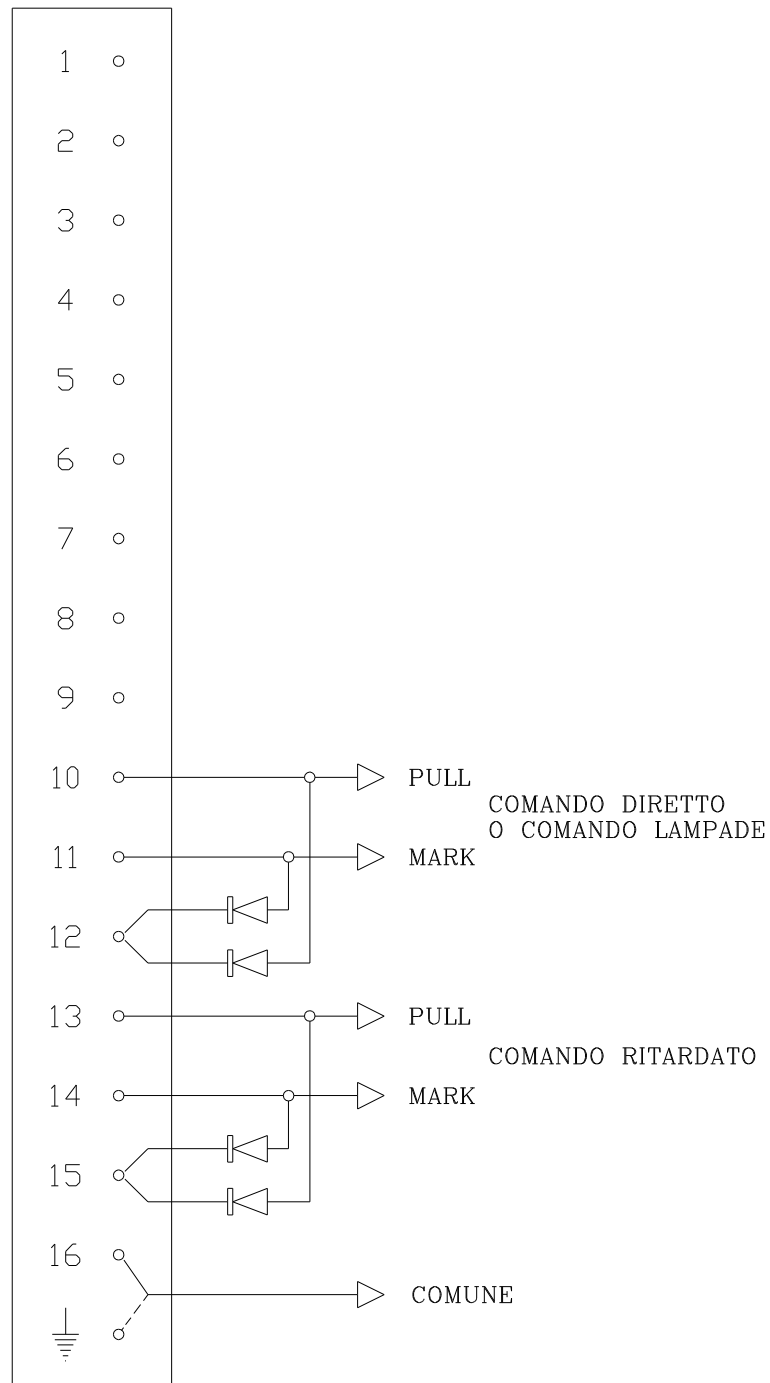 1
2
3
4
5
6
7
8
9
10 PULL
COMANDO DIRETTO
O COMANDO LAMPADE
11 MARK
12
13 PULL
COMANDO RITARDATO
14 MARK
15
16
COMUNE